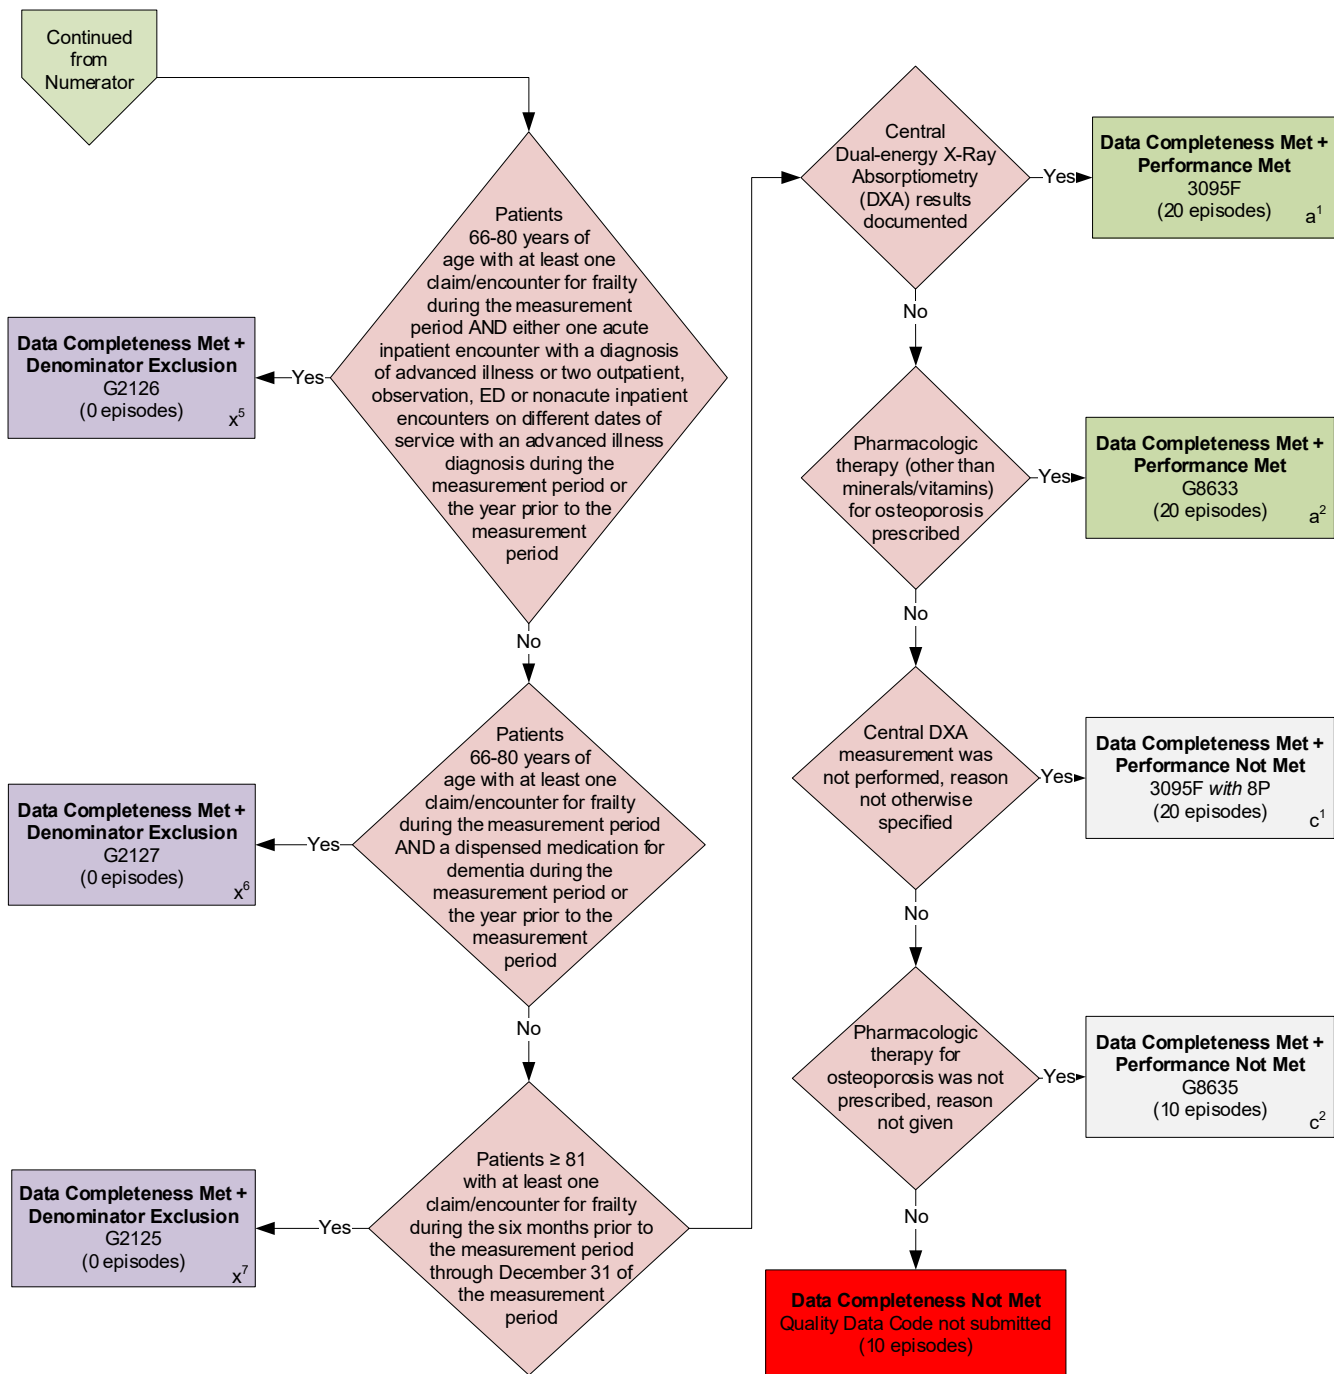 Continued
from
Numerator
Patients
66-80 years of
age with at least one
claim/encounter for frailty
during the measurement
period AND either one acute
inpatient encounter with a diagnosis
of advanced illness or two outpatient,
observation, ED or nonacute inpatient
encounters on different dates of
service with an advanced illness
diagnosis during the
measurement period or
the year prior to the
measurement
period
Yes
Data Completeness Met +
Denominator Exclusion
G2126
(0 episodes)
x⁵
No
Patients
66-80 years of
age with at least one
claim/encounter for frailty
during the measurement period
AND a dispensed medication for
dementia during the
measurement period or
the year prior to the
measurement
period
Yes
Data Completeness Met +
Denominator Exclusion
G2127
(0 episodes)
x⁶
No
Patients ≥ 81
with at least one
claim/encounter for frailty
during the six months prior to
the measurement period
through December 31 of
the measurement
period
Yes
Data Completeness Met +
Denominator Exclusion
G2125
(0 episodes)
x⁷
Central
Dual-energy X-Ray
Absorptiometry
(DXA) results
documented
Yes
Data Completeness Met +
Performance Met
3095F
(20 episodes)
a¹
No
Pharmacologic
therapy (other than
minerals/vitamins)
for osteoporosis
prescribed
Yes
Data Completeness Met +
Performance Met
G8633
(20 episodes)
a²
No
Central DXA
measurement was
not performed, reason
not otherwise
specified
Yes
Data Completeness Met +
Performance Not Met
3095F with 8P
(20 episodes)
c¹
No
Pharmacologic
therapy for
osteoporosis was not
prescribed, reason
not given
Yes
Data Completeness Met +
Performance Not Met
G8635
(10 episodes)
c²
No
Data Completeness Not Met
Quality Data Code not submitted
(10 episodes)